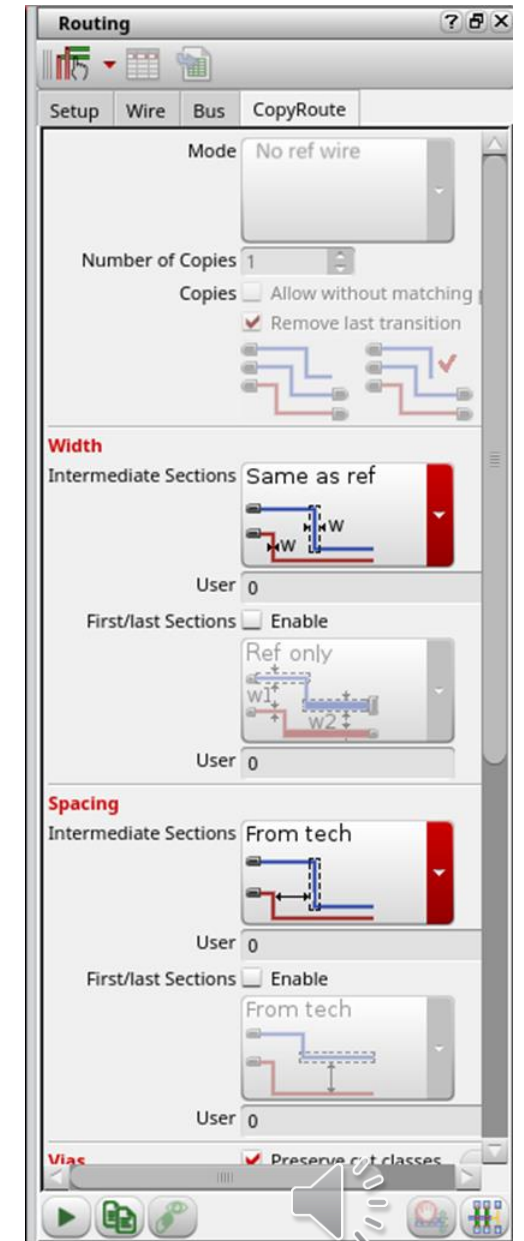 Routing
Setup Wire Bus CopyRoute
Mode No ref wire
Number of Copies 1
Copies Allow without matching
Remove last transition
Width
Intermediate Sections Same as ref
W
W
User 0
First/last Sections Enable
Ref only
w1
w2
User 0
Spacing
Intermediate Sections From tech
User 0
First/last Sections Enable
From tech
User 0
Vias Preserve cut classes